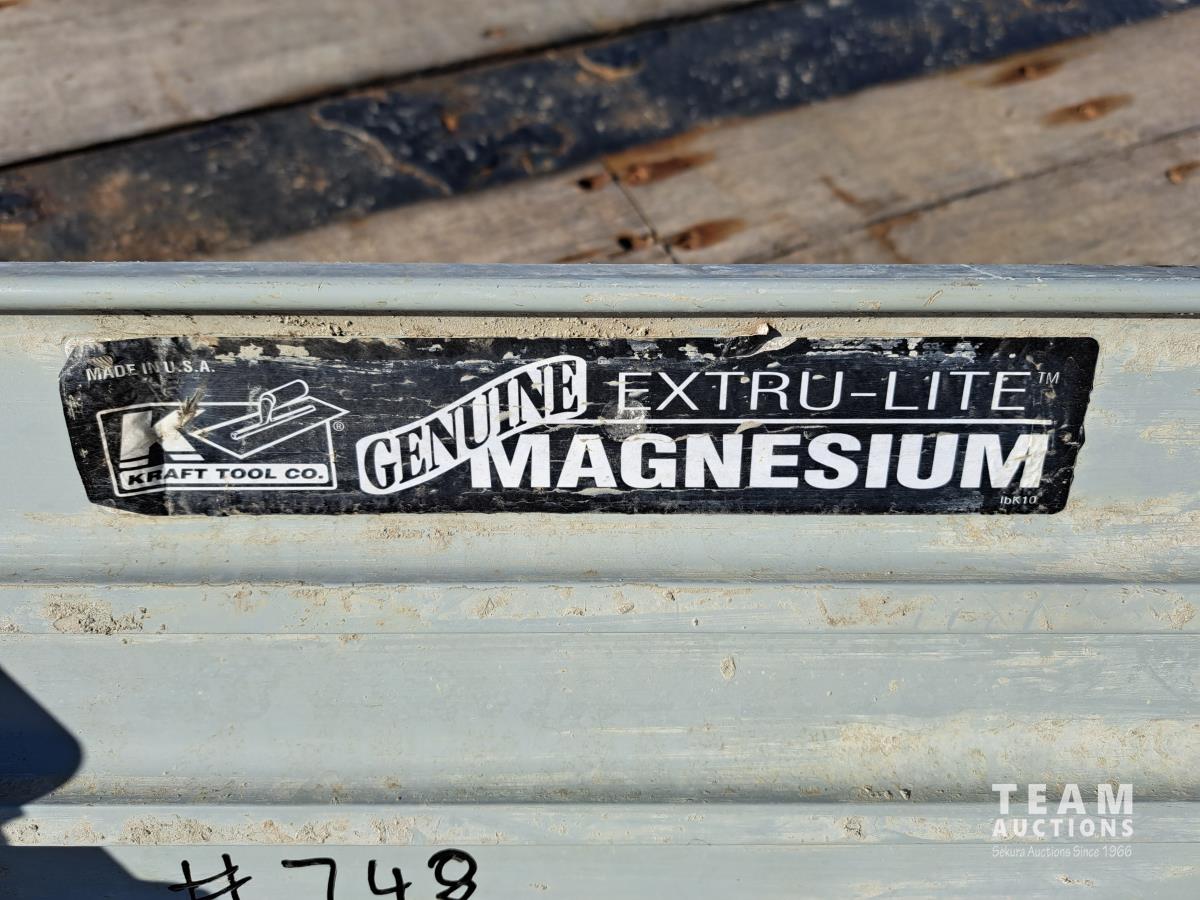 MADE IN U.S.A.
K
KRAFT TOOL CO.
®
GENUINE
EXTRU-LITE™
MAGNESIUM
TEAM
AUCTIONS
Sekura Auctions Since 1966
# 748